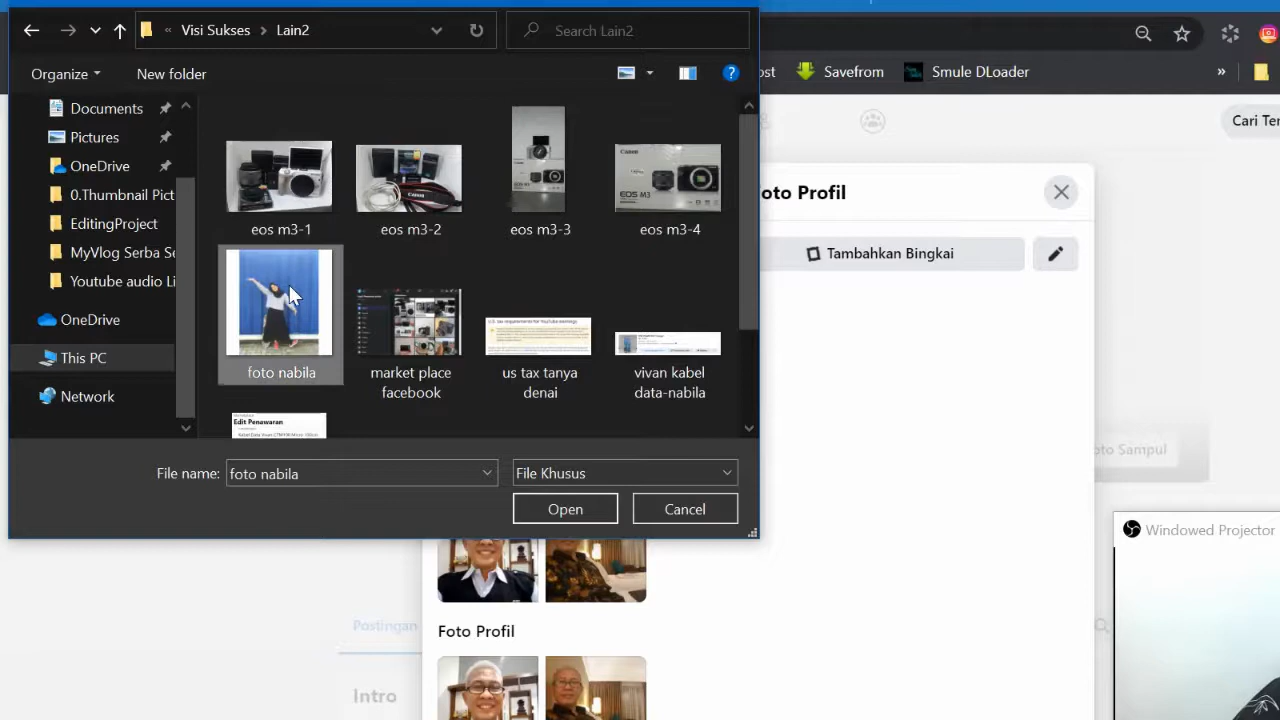 « Visi Sukses > Lain2
Search Lain2
Organize
New folder
ost
Savefrom
Smule DLoader
»
Documents
Pictures
OneDrive
0.Thumbnail Pict
EditingProject
MyVlog Serba Se
Youtube audio Li
OneDrive
This PC
Network
eos m3-1
eos m3-2
eos m3-3
eos m3-4
foto nabila
market place
facebook
us tax tanya
denai
vivan kabel
data-nabila
Edit Penawaran
File name:
foto nabila
File Khusus
Open
Cancel
Cari Tem
oto Profil
Tambahkan Bingkai
oto Sampul
Windowed Projector
Postingan
Foto Profil
Intro